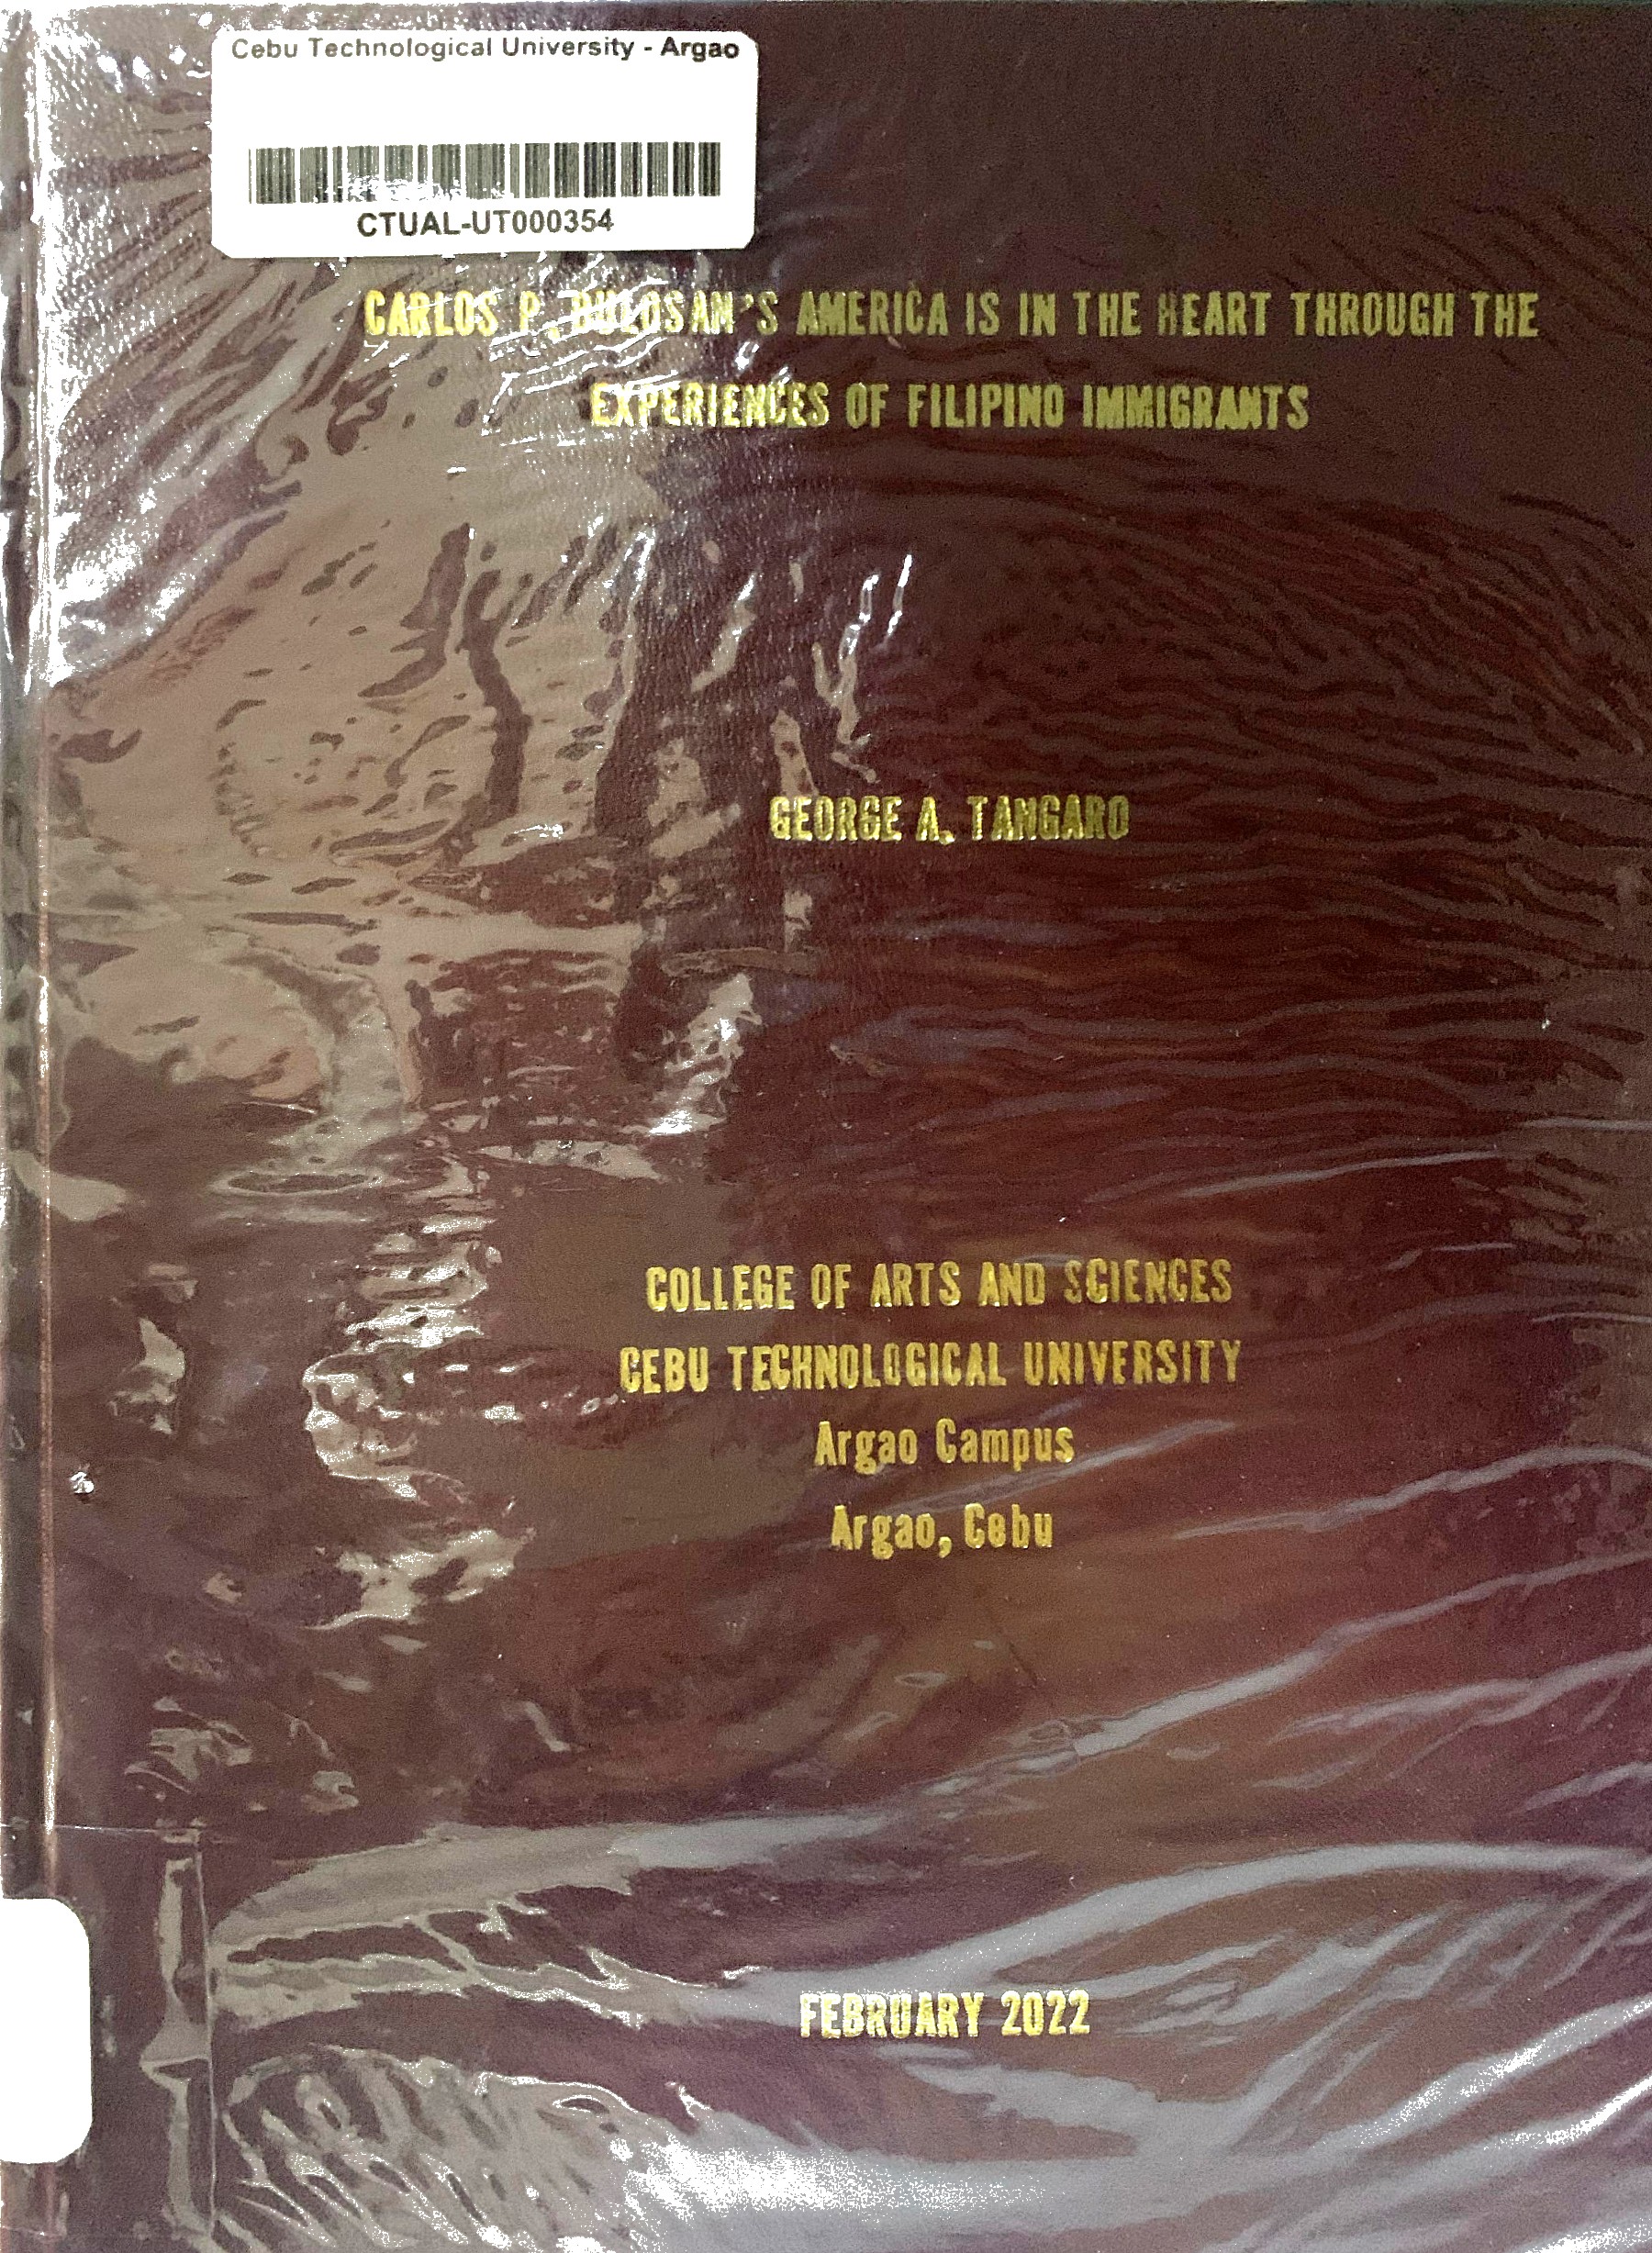 Cebu Technological University - Argao
CTUAL-UT000354
CARLOS P. BULOSAN'S AMERICA IS IN THE HEART THROUGH THE
EXPERIENCES OF FILIPINO IMMIGRANTS
GEORGE A. TANGARO
COLLEGE OF ARTS AND SCIENCES
CEBU TECHNOLOGICAL UNIVERSITY
Argao Campus
Argao, Cebu
FEBRUARY 2022